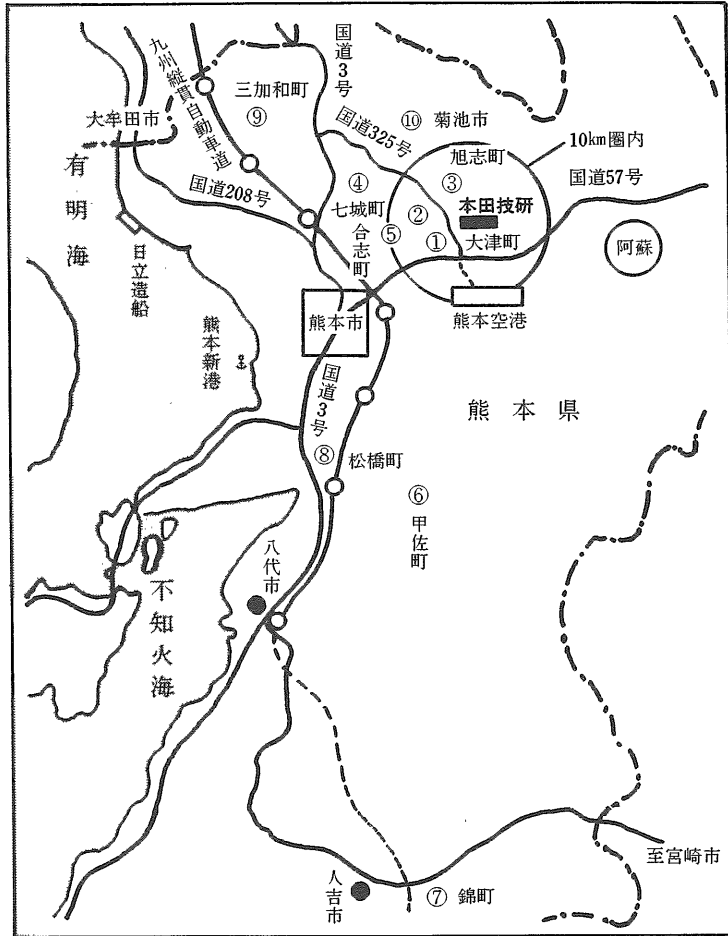 国道3号
九州縦貫自動車道
三加和町
⑨
大牟田市
国道325号
⑩ 菊池市
10km圏内
旭志町
国道57号
有明海
国道208号
④
七城町
③
②
本田技研
⑤
①
大津町
合志町
阿蘇
日立造船
熊本市
熊本空港
熊本新港
国道3号
熊本県
⑧
松橋町
⑥
甲佐町
八代市
不知火海
至宮崎市
人吉市
⑦ 錦町